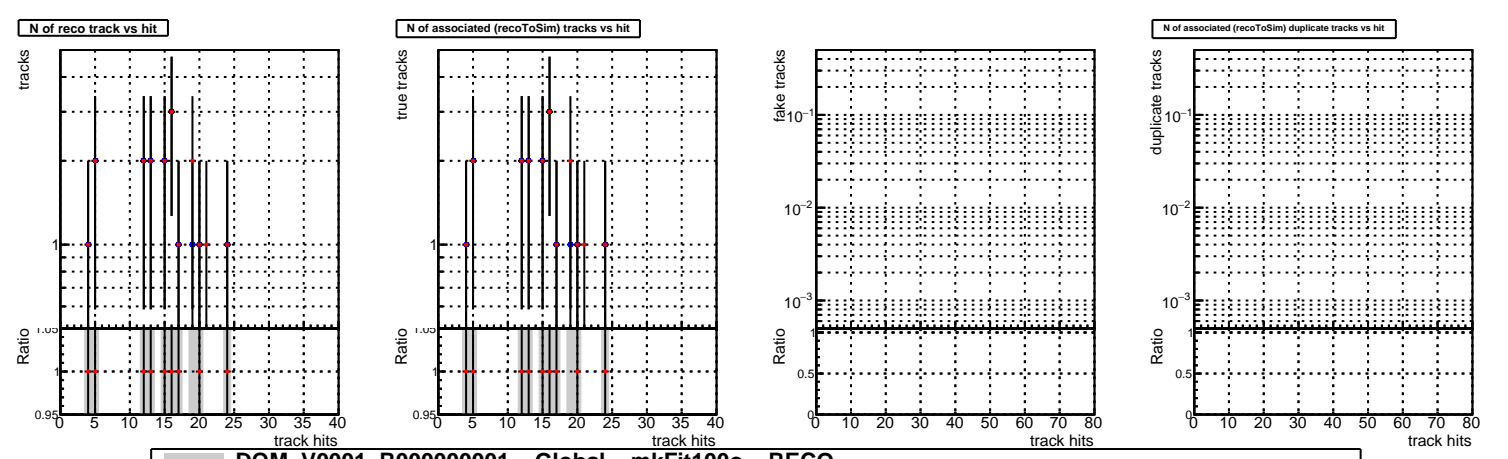 N of reco track vs hit
N of associated (recoToSim) tracks vs hit
N of associated (recoToSim) duplicate tracks vs hit
tracks
1
Ratio
1.05
1
0.95
0 5 10 15 20 25 30 35 40
track hits
true tracks
1
Ratio
1.05
1
0.95
0 5 10 15 20 25 30 35 40
track hits
fake tracks
10−1
10−2
10−3
Ratio
1
0.5
0
0 10 20 30 40 50 60 70 80
track hits
duplicate tracks
10−1
10−2
10−3
Ratio
1
0.5
0
0 10 20 30 40 50 60 70 80
track hits